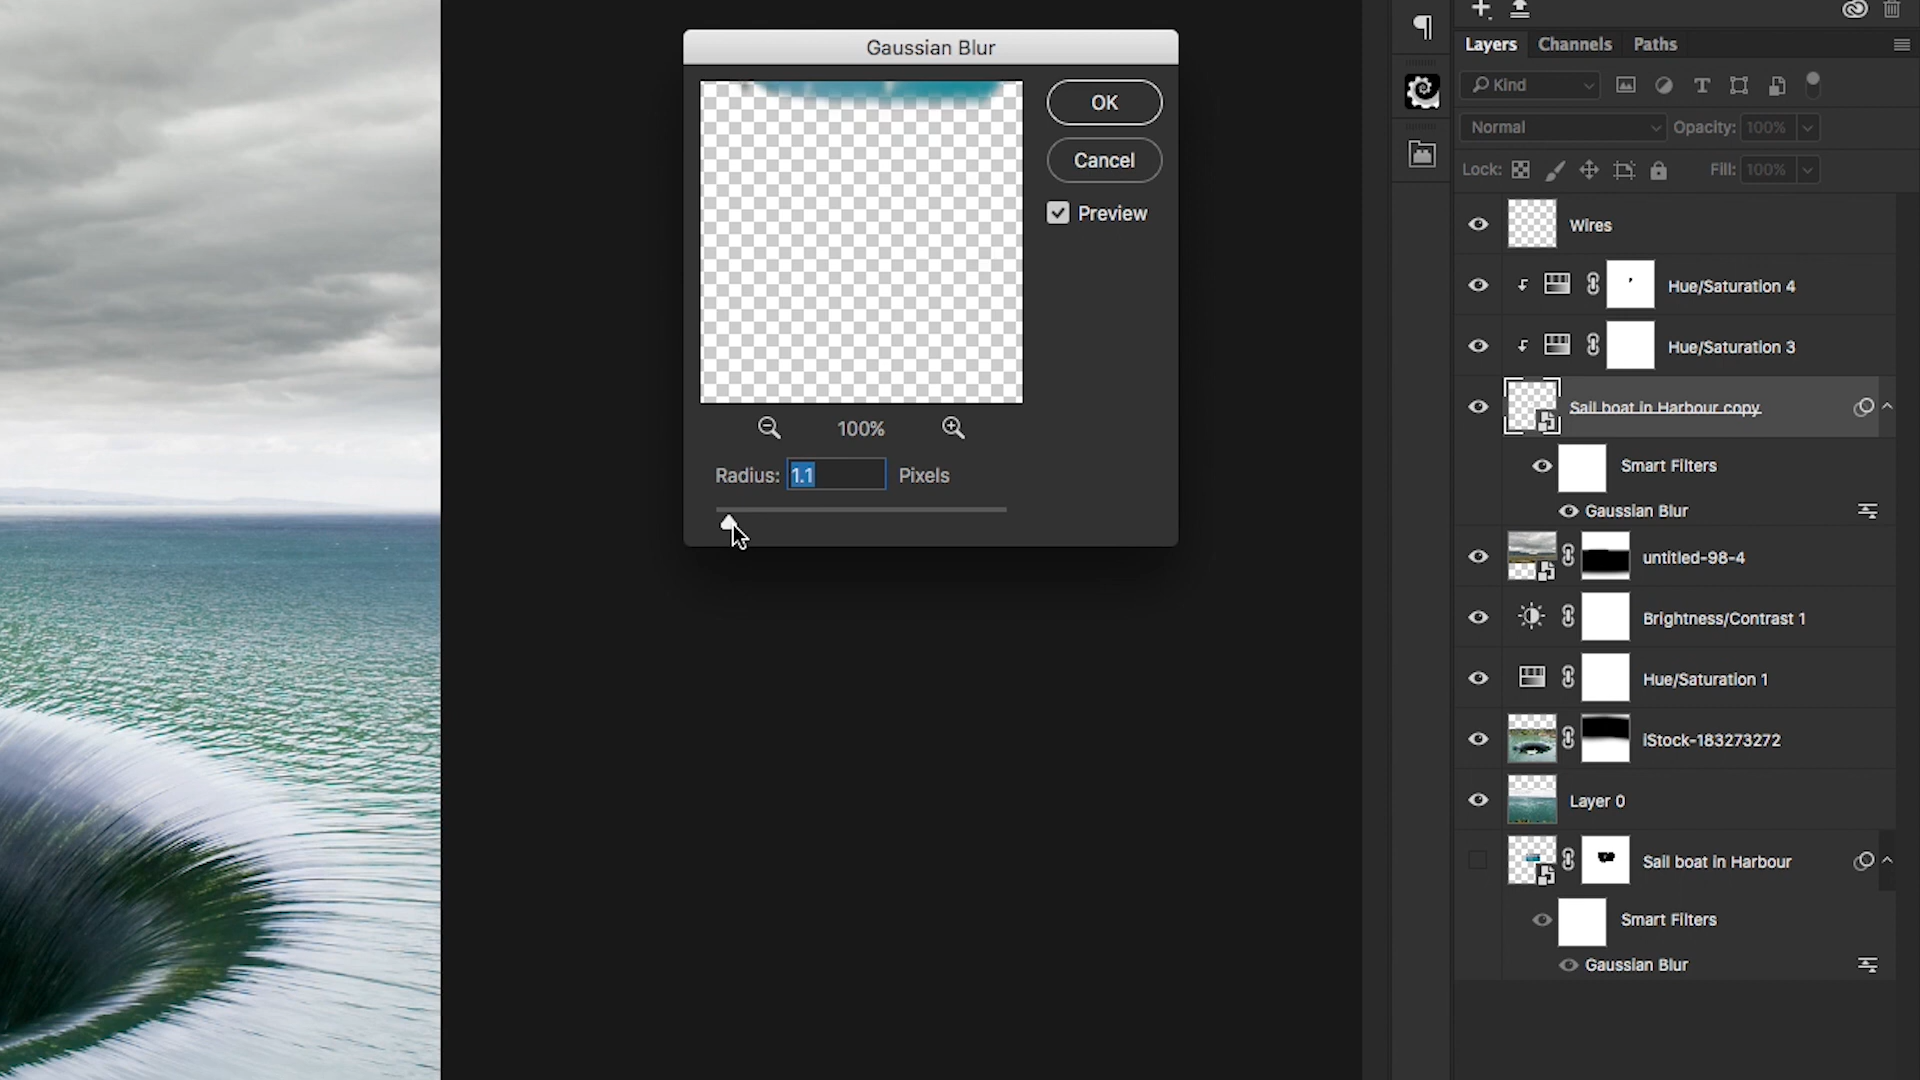 Gaussian Blur
OK
Cancel
Preview
100%
Radius: 1.1 Pixels
Layers Channels Paths
Kind
Normal Opacity: 100%
Lock: Fill: 100%
Wires
Hue/Saturation 4
Hue/Saturation 3
Sail boat in Harbour copy
Smart Filters
Gaussian Blur
untitled-98-4
Brightness/Contrast 1
Hue/Saturation 1
iStock-183273272
Layer 0
Sail boat in Harbour
Smart Filters
Gaussian Blur